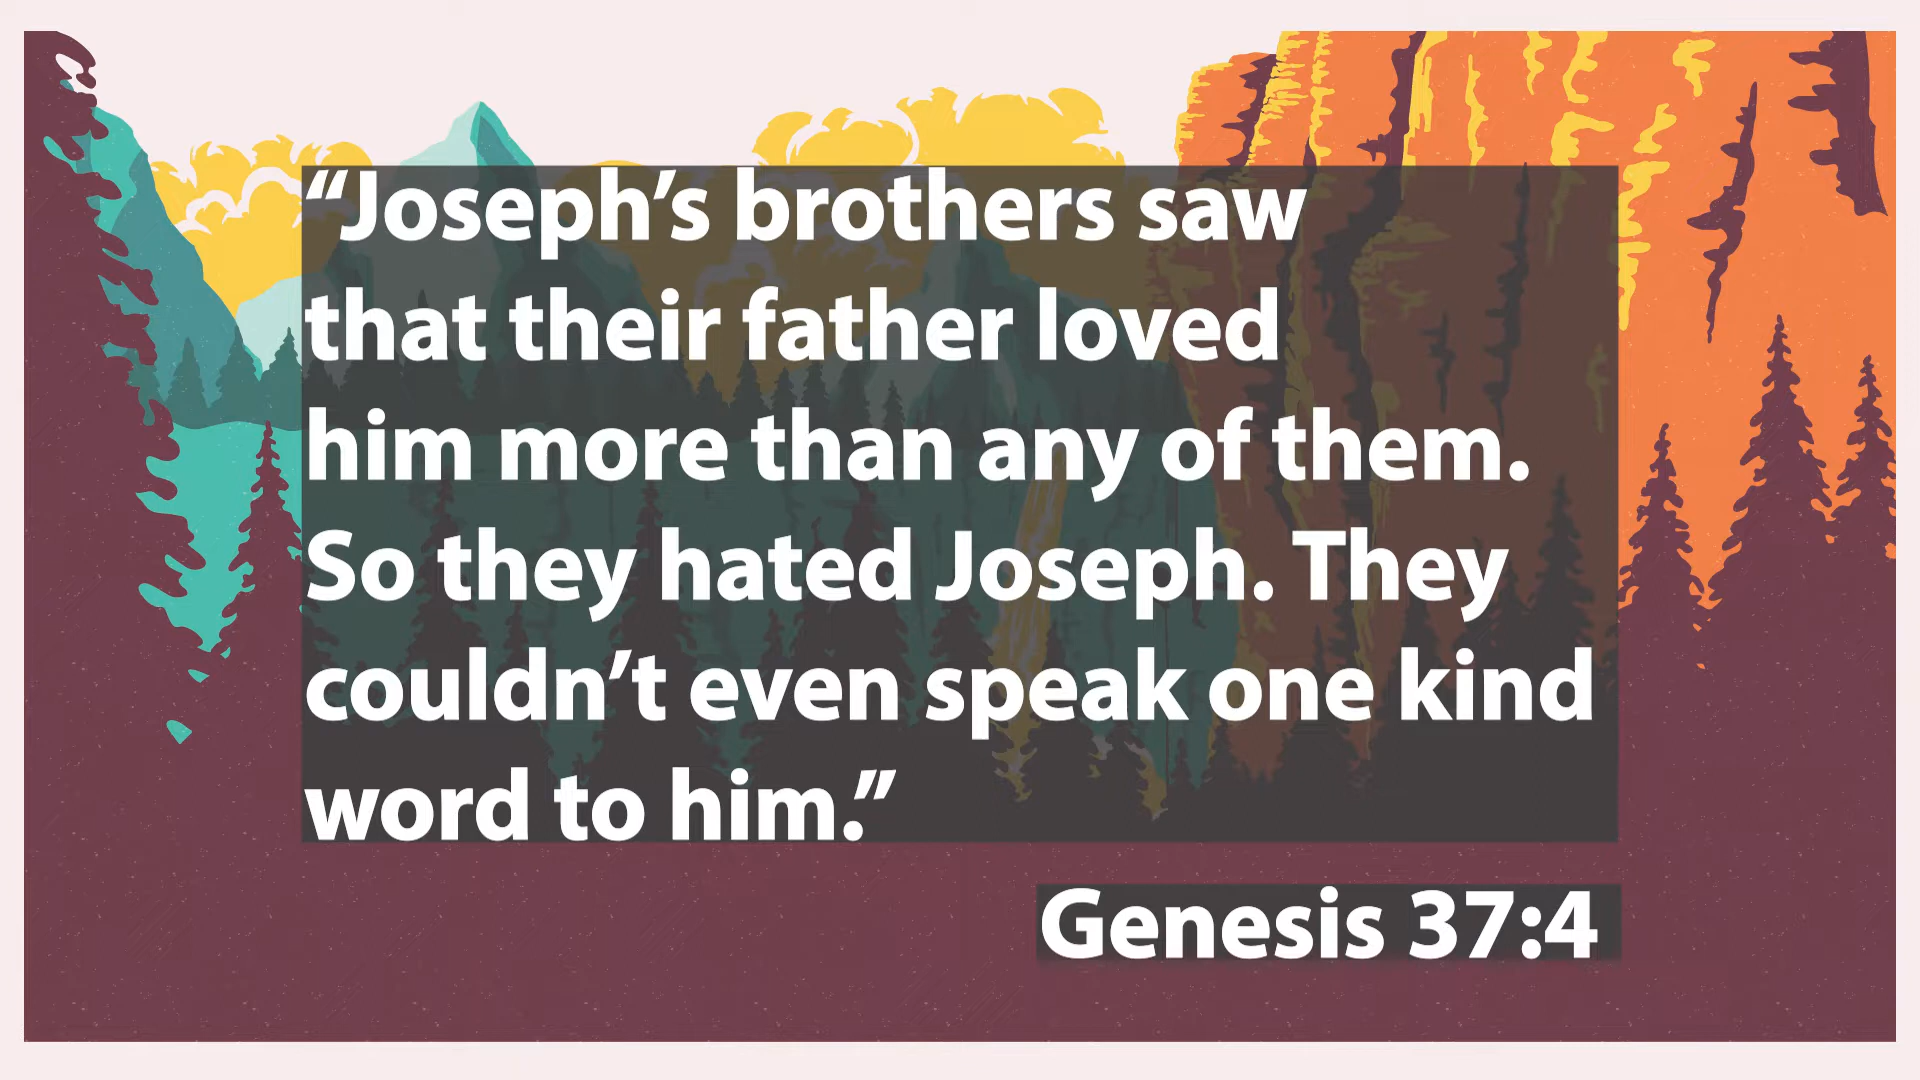 “Joseph’s brothers saw
that their father loved
him more than any of them.
So they hated Joseph. They
couldn’t even speak one kind
word to him.”
Genesis 37:4